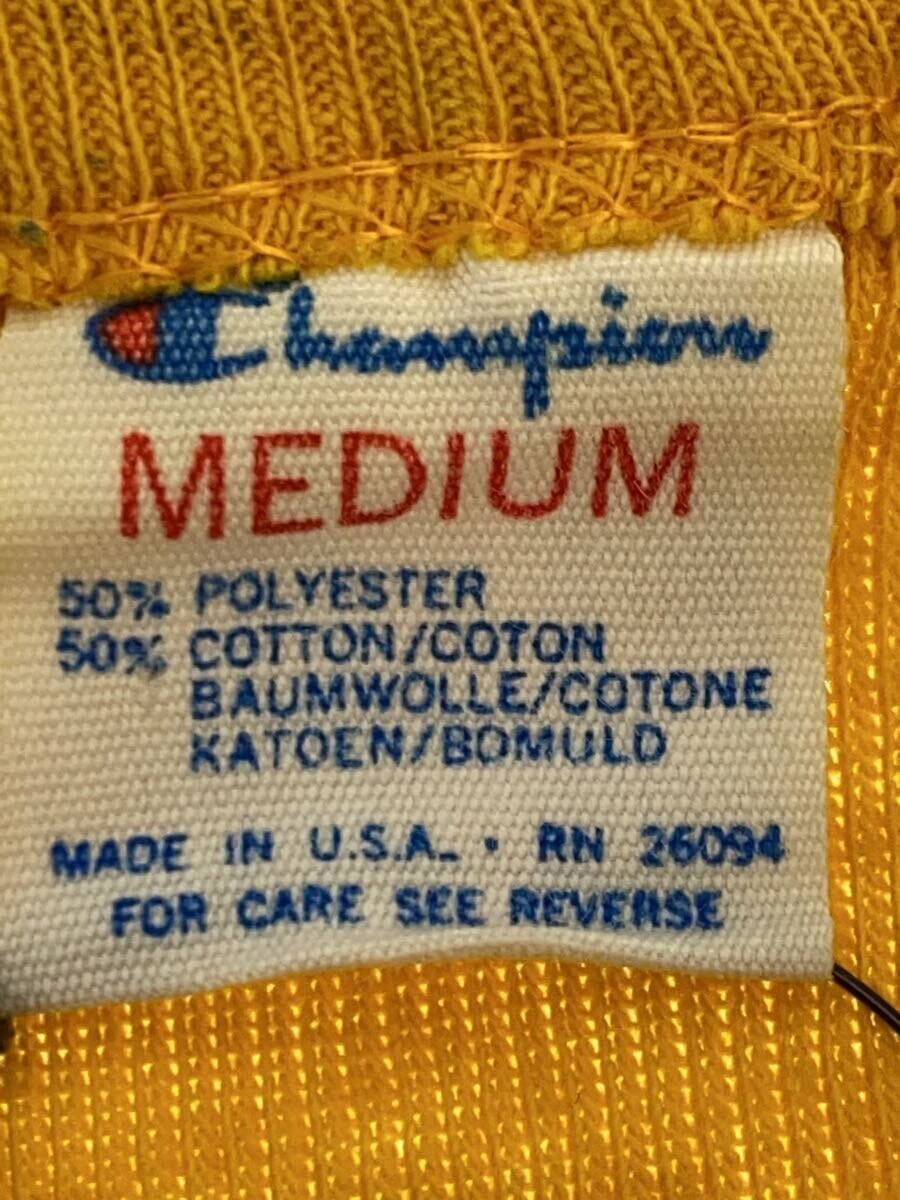 Champion
MEDIUM
50% POLYESTER
50% COTTON/COTON
BAUMWOLLE/COTONE
KATOEN/BOMULD
MADE IN U.S.A. • RN 26094
FOR CARE SEE REVERSE